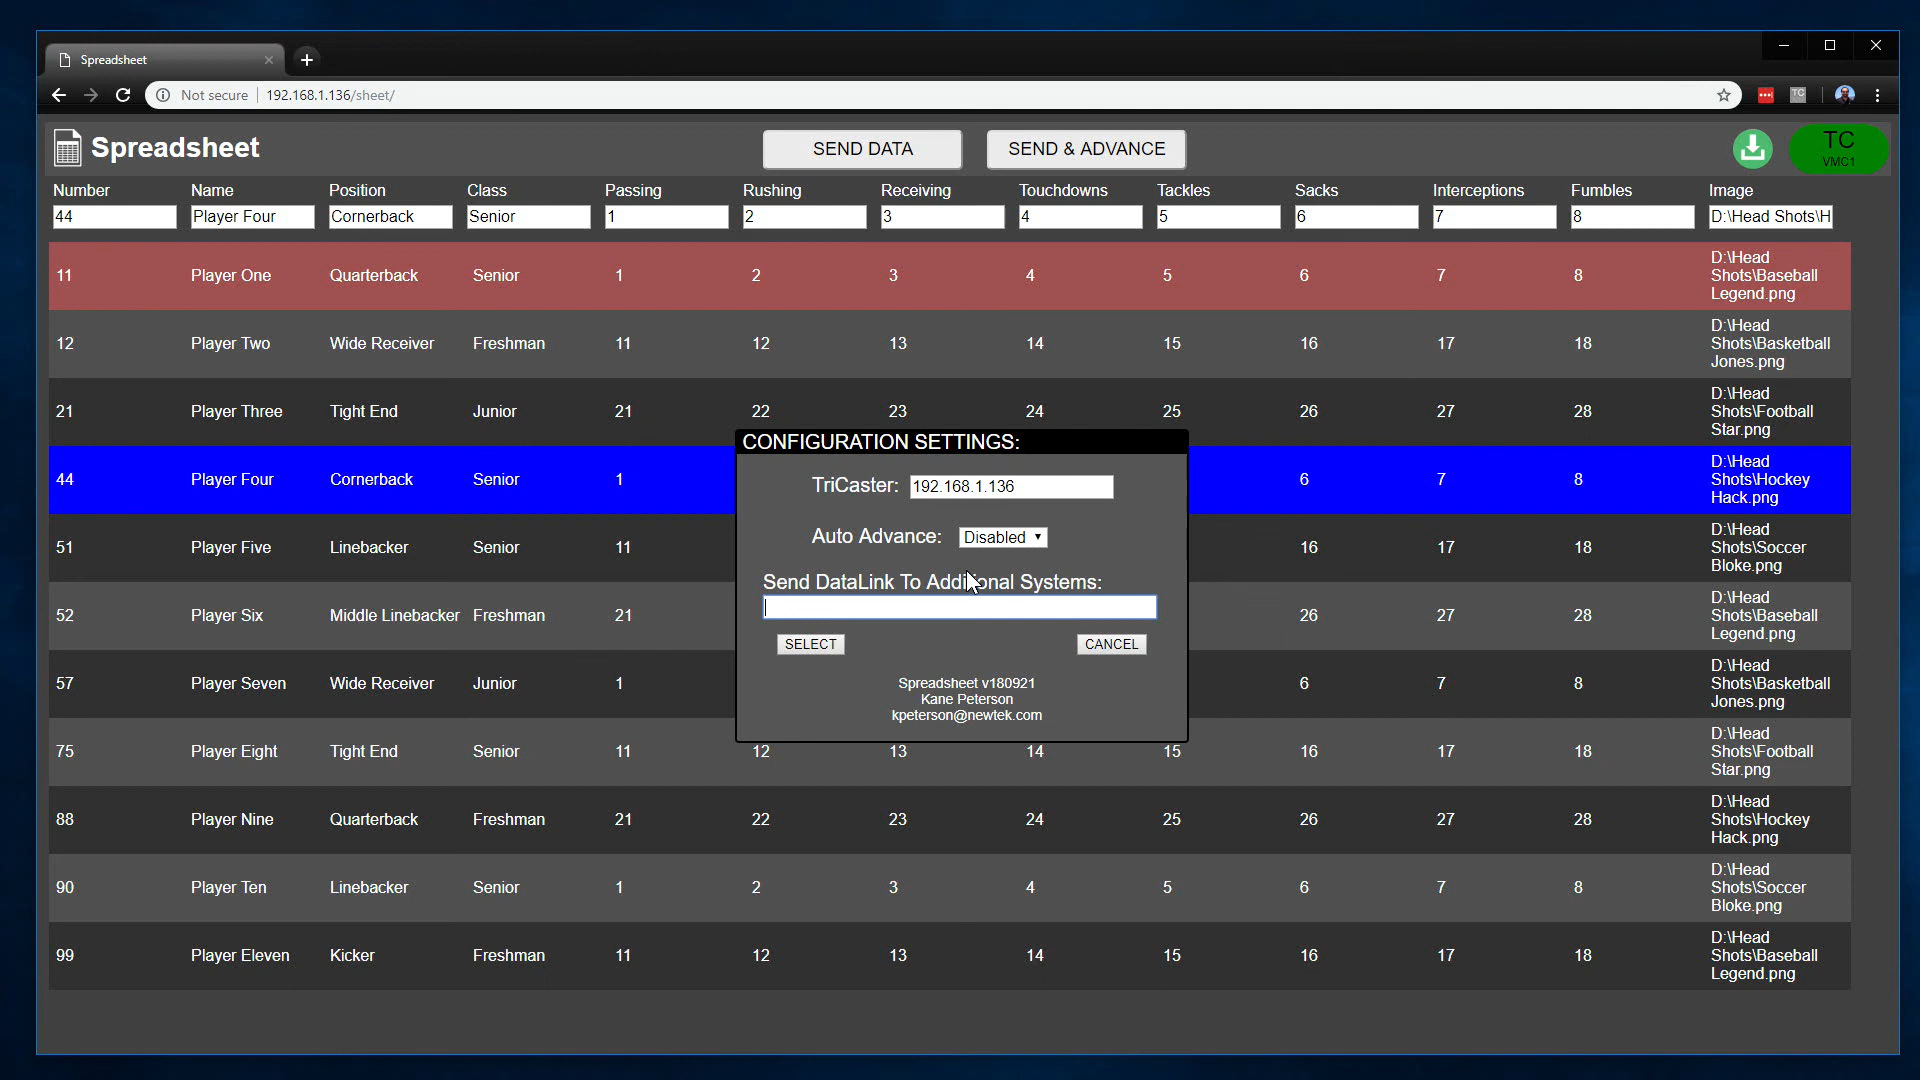 Spreadsheet
Not secure 192.168.1.136/sheet/
TC
Spreadsheet
SEND DATA SEND & ADVANCE
TC
VMC1
Number Name Position Class Passing Rushing Receiving Touchdowns Tackles Sacks Interceptions Fumbles Image
44 Player Four Cornerback Senior 1 2 3 4 5 6 7 8 D:\Head Shots\H
11 Player One Quarterback Senior 1 2 3 4 5 6 7 8 D:\Head
Shots\Baseball
Legend.png
12 Player Two Wide Receiver Freshman 11 12 13 14 15 16 17 18 D:\Head
Shots\Basketball
Jones.png
21 Player Three Tight End Junior 21 22 23 24 25 26 27 28 D:\Head
Shots\Football
Star.png
44 Player Four Cornerback Senior 1 6 7 8 D:\Head
Shots\Hockey
Hack.png
51 Player Five Linebacker Senior 11 16 17 18 D:\Head
Shots\Soccer
Bloke.png
52 Player Six Middle Linebacker Freshman 21 26 27 28 D:\Head
Shots\Baseball
Legend.png
57 Player Seven Wide Receiver Junior 1 6 7 8 D:\Head
Shots\Basketball
Jones.png
75 Player Eight Tight End Senior 11 12 13 14 15 16 17 18 D:\Head
Shots\Football
Star.png
88 Player Nine Quarterback Freshman 21 22 23 24 25 26 27 28 D:\Head
Shots\Hockey
Hack.png
90 Player Ten Linebacker Senior 1 2 3 4 5 6 7 8 D:\Head
Shots\Soccer
Bloke.png
99 Player Eleven Kicker Freshman 11 12 13 14 15 16 17 18 D:\Head
Shots\Baseball
Legend.png
CONFIGURATION SETTINGS:
TriCaster: 192.168.1.136
Auto Advance: Disabled
Send DataLink To Additional Systems:
SELECT CANCEL
Spreadsheet v180921
Kane Peterson
kpeterson@newtek.com